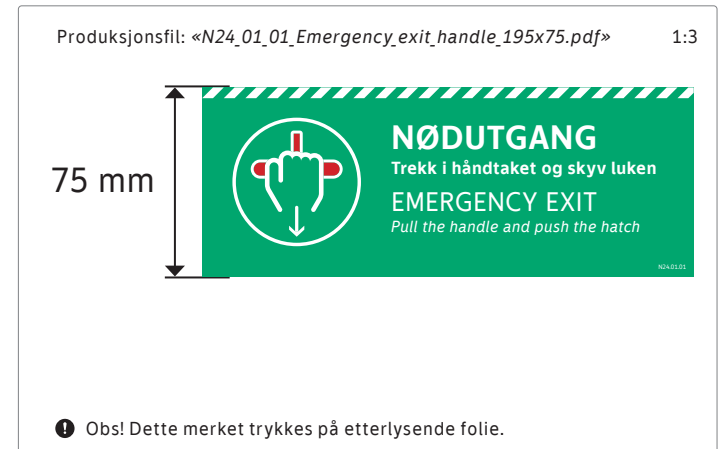 Produksjonsfil: «N24_01_01_Emergency_exit_handle_195x75.pdf» 1:3
75 mm
NØDUTGANG
Trekk i håndtaket og skyv luken
EMERGENCY EXIT
Pull the handle and push the hatch
N24.01.01
! Obs! Dette merket trykkes på etterlysende folie.